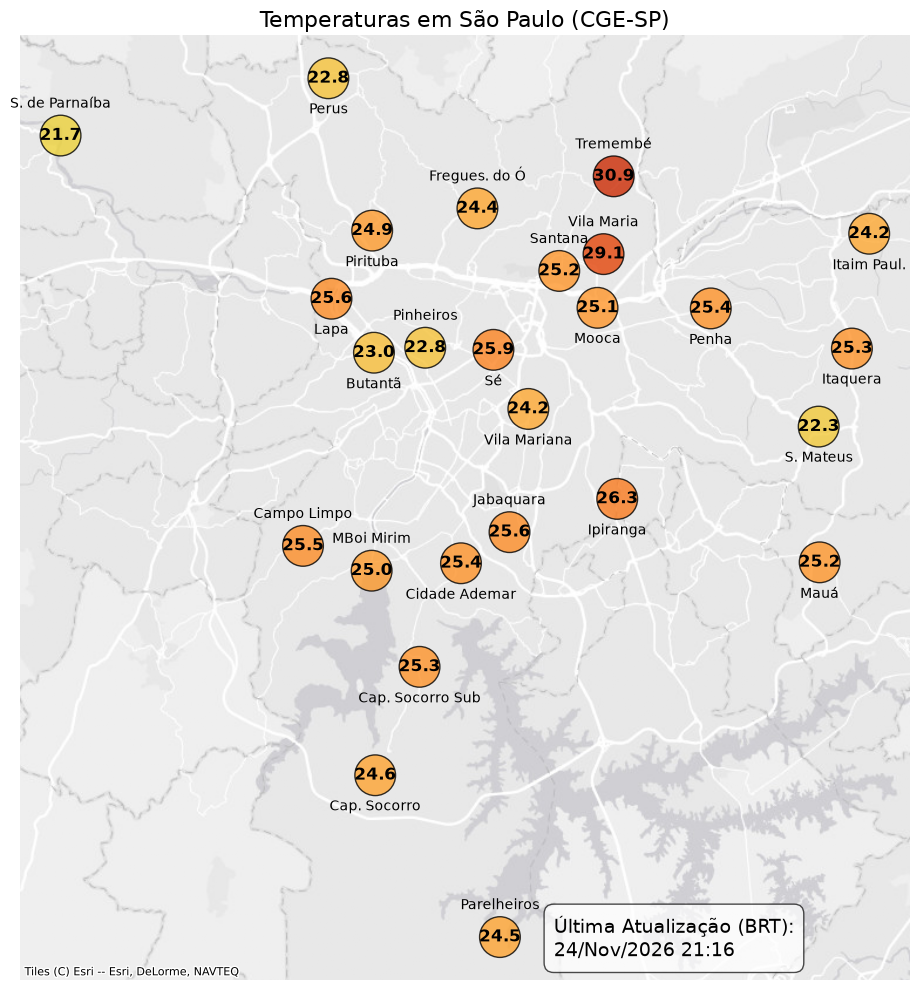 Temperaturas em São Paulo (CGE-SP)
22.8
Perus
S. de Parnaíba
21.7
Tremembé
30.9
Fregues. do Ó
24.4
Vila Maria
29.1
24.9
Pirituba
Santana
25.2
24.2
Itaim Paul.
25.6
Lapa
25.1
Mooca
25.4
Penha
Pinheiros
22.8
23.0
Butantã
25.9
Sé
25.3
Itaquera
24.2
Vila Mariana
22.3
S. Mateus
Jabaquara
25.6
26.3
Ipiranga
Campo Limpo
25.5
MBoi Mirim
25.0
25.4
Cidade Ademar
25.2
Mauá
25.3
Cap. Socorro Sub
24.6
Cap. Socorro
Parelheiros
24.5
Última Atualização (BRT):
24/Nov/2026 21:16
Tiles (C) Esri -- Esri, DeLorme, NAVTEQ